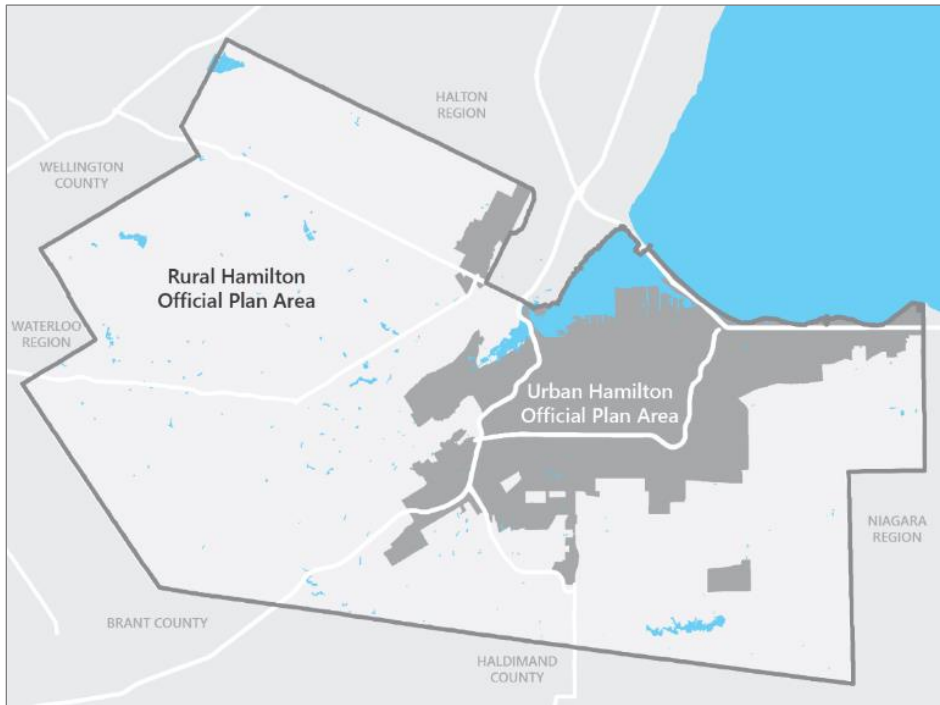 HALTON
REGION
WELLINGTON
COUNTY
Rural Hamilton
Official Plan Area
WATERLOO
REGION
Urban Hamilton
Official Plan Area
NIAGARA
REGION
BRANT COUNTY
HALDIMAND
COUNTY